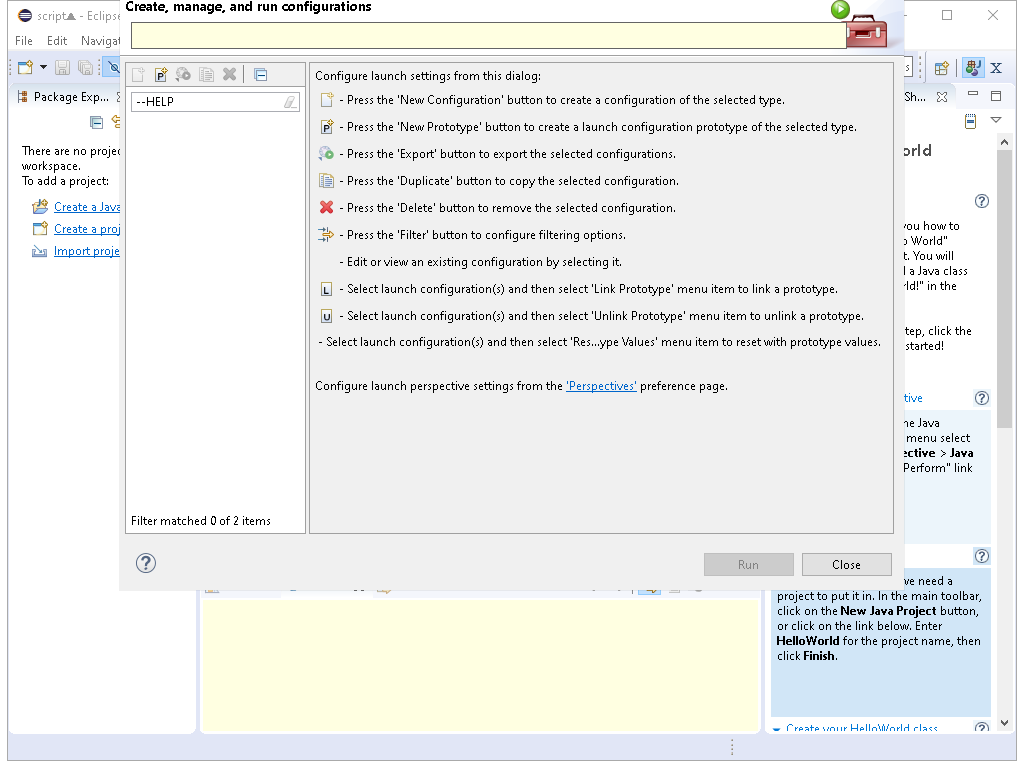 script▲ - Eclipse
Create, manage, and run configurations
File Edit Navigat
Package Exp...
Sh...
There are no projec
workspace.
To add a project:
Create a Java
Create a proj
Import proje
--HELP
Filter matched 0 of 2 items
Configure launch settings from this dialog:
- Press the 'New Configuration' button to create a configuration of the selected type.
- Press the 'New Prototype' button to create a launch configuration prototype of the selected type.
- Press the 'Export' button to export the selected configurations.
- Press the 'Duplicate' button to copy the selected configuration.
- Press the 'Delete' button to remove the selected configuration.
- Press the 'Filter' button to configure filtering options.
- Edit or view an existing configuration by selecting it.
L - Select launch configuration(s) and then select 'Link Prototype' menu item to link a prototype.
U - Select launch configuration(s) and then select 'Unlink Prototype' menu item to unlink a prototype.
- Select launch configuration(s) and then select 'Res...ype Values' menu item to reset with prototype values.
Configure launch perspective settings from the 'Perspectives' preference page.
Run Close
orld
you how to
o World"
t. You will
d a Java class
rld!" in the
tep, click the
started!
tive
he Java
menu select
ective > Java
Perform" link
we need a
project to put it in. In the main toolbar,
click on the New Java Project button,
or click on the link below. Enter
HelloWorld for the project name, then
click Finish.
Create your HelloWorld class